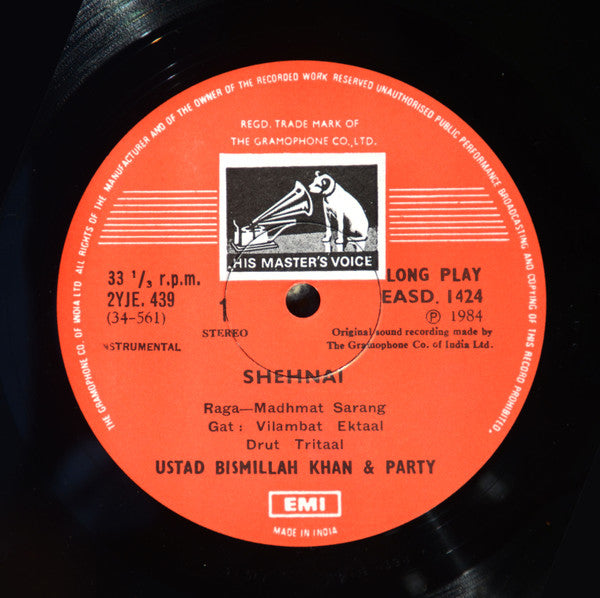 THE GRAMOPHONE CO. OF INDIA LTD. ALL RIGHTS OF THE MANUFACTURER AND OF THE OWNER OF THE RECORDED WORK RESERVED UNAUTHORISED PUBLIC PERFORMANCE BROADCASTING AND COPYING OF THIS RECORD PROHIBITED.
REGD. TRADE MARK OF
THE GRAMOPHONE CO., LTD.
HIS MASTER'S VOICE
33 1/3 r.p.m.
2YJE. 439
(34-561)
1
STEREO
NSTRUMENTAL
LONG PLAY
EASD. 1424
Ⓟ 1984
Original sound recording made by
The Gramophone Co. of India Ltd.
SHEHNAI
Raga—Madhmat Sarang
Gat : Vilambat Ektaal
Drut Tritaal
USTAD BISMILLAH KHAN & PARTY
EMI
MADE IN INDIA